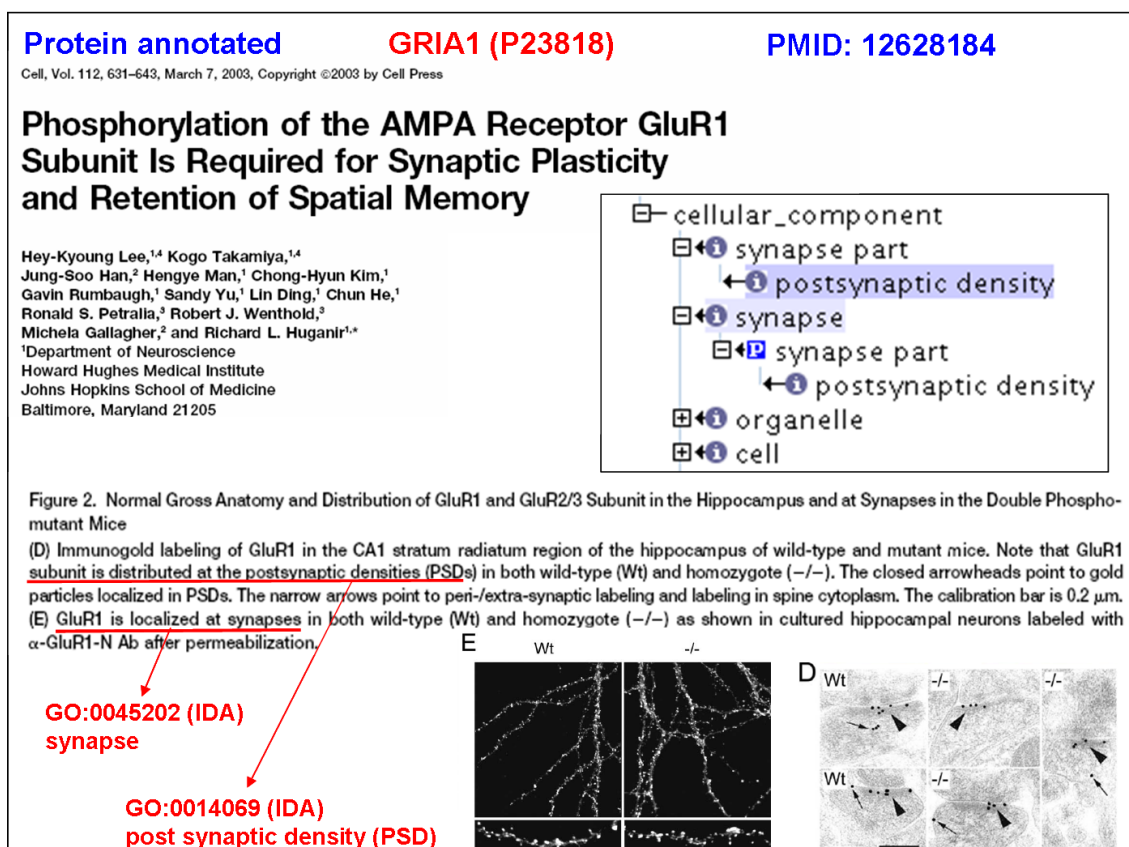 Protein annotated GRIA1 (P23818) PMID: 12628184
Cell, Vol. 112, 631–643, March 7, 2003, Copyright ©2003 by Cell Press
Phosphorylation of the AMPA Receptor GluR1
Subunit Is Required for Synaptic Plasticity
and Retention of Spatial Memory
Hey-Kyoung Lee,1,4 Kogo Takamiya,1,4
Jung-Soo Han,2 Hengye Man,1 Chong-Hyun Kim,1
Gavin Rumbaugh,1 Sandy Yu,1 Lin Ding,1 Chun He,1
Ronald S. Petralia,3 Robert J. Wenthold,3
Michela Gallagher,2 and Richard L. Huganir1,*
1Department of Neuroscience
Howard Hughes Medical Institute
Johns Hopkins School of Medicine
Baltimore, Maryland 21205
cellular_component
i synapse part
i postsynaptic density
i synapse
P synapse part
i postsynaptic density
i organelle
i cell
Figure 2. Normal Gross Anatomy and Distribution of GluR1 and GluR2/3 Subunit in the Hippocampus and at Synapses in the Double Phospho-
mutant Mice
(D) Immunogold labeling of GluR1 in the CA1 stratum radiatum region of the hippocampus of wild-type and mutant mice. Note that GluR1
subunit is distributed at the postsynaptic densities (PSDs) in both wild-type (Wt) and homozygote (−/−). The closed arrowheads point to gold
particles localized in PSDs. The narrow arrows point to peri-/extra-synaptic labeling and labeling in spine cytoplasm. The calibration bar is 0.2 μm.
(E) GluR1 is localized at synapses in both wild-type (Wt) and homozygote (−/−) as shown in cultured hippocampal neurons labeled with
α-GluR1-N Ab after permeabilization.
E Wt -/-
D Wt -/- -/-
Wt -/-
GO:0045202 (IDA)
synapse
GO:0014069 (IDA)
post synaptic density (PSD)